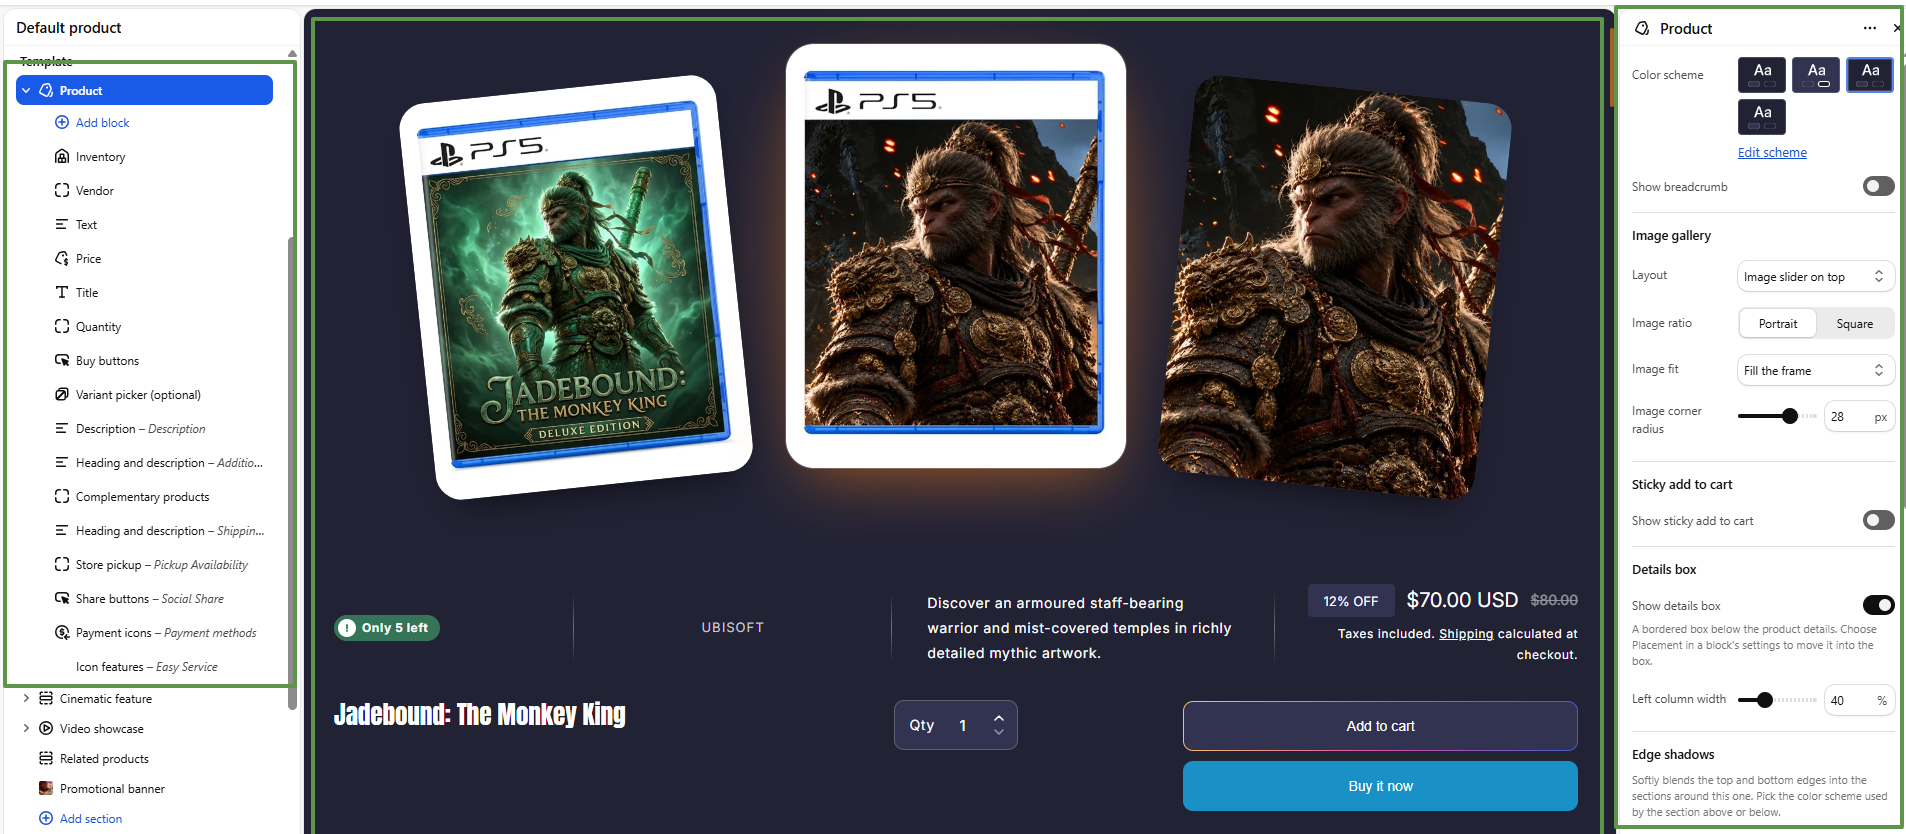 Default product
Template
Product
Add block
Inventory
Vendor
Text
Price
Title
Quantity
Buy buttons
Variant picker (optional)
Description – Description
Heading and description – Additio...
Complementary products
Heading and description – Shippin...
Store pickup – Pickup Availability
Share buttons – Social Share
Payment icons – Payment methods
Icon features – Easy Service
Cinematic feature
Video showcase
Related products
Promotional banner
Add section
PS5.
JADEBOUND:
THE MONKEY KING
DELUXE EDITION
PS5.
Only 5 left
UBISOFT
Discover an armoured staff-bearing
warrior and mist-covered temples in richly
detailed mythic artwork.
12% OFF $70.00 USD $80.00
Taxes included. Shipping calculated at
checkout.
Jadebound: The Monkey King
Qty 1
Add to cart
Buy it now
Product
Color scheme
Aa Aa Aa
Aa
Edit scheme
Show breadcrumb
Image gallery
Layout Image slider on top
Image ratio Portrait Square
Image fit Fill the frame
Image corner
radius
28 px
Sticky add to cart
Show sticky add to cart
Details box
Show details box
A bordered box below the product details. Choose
Placement in a block's settings to move it into the
box.
Left column width 40 %
Edge shadows
Softly blends the top and bottom edges into the
sections around this one. Pick the color scheme used
by the section above or below.